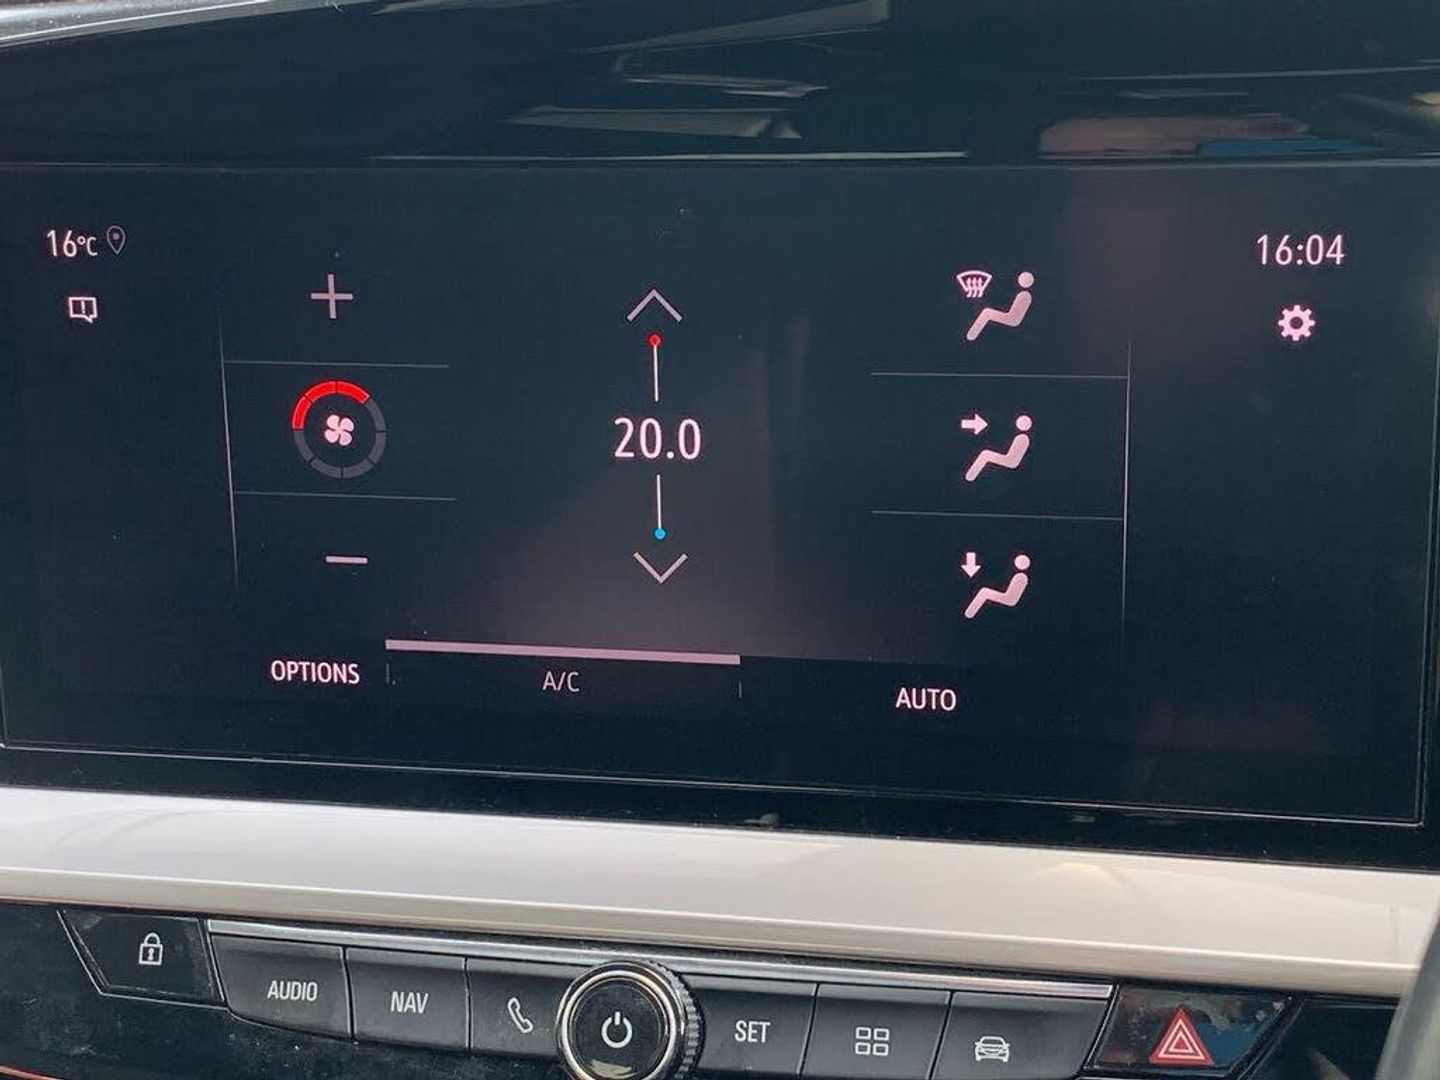 16°C
16:04
20.0
OPTIONS
A/C
AUTO
AUDIO
NAV
SET